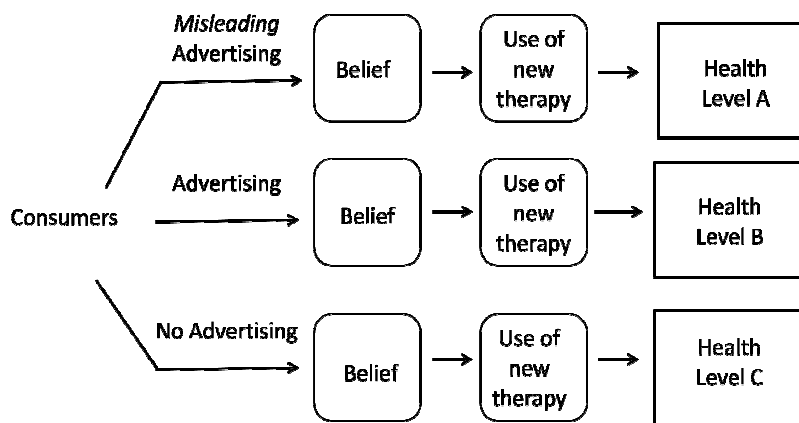 Misleading
Advertising
Belief
Use of
new
therapy
Health
Level A
Consumers
Advertising
Belief
Use of
new
therapy
Health
Level B
No Advertising
Belief
Use of
new
therapy
Health
Level C